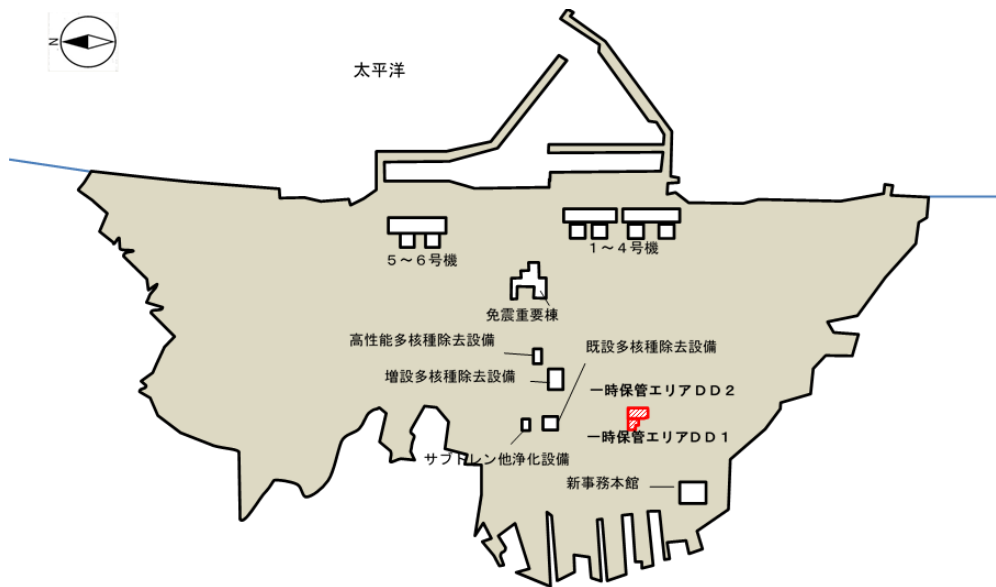 N
太平洋
５～６号機
１～４号機
免震重要棟
高性能多核種除去設備
既設多核種除去設備
増設多核種除去設備
一時保管エリアＤＤ２
一時保管エリアＤＤ１
サブドレン他浄化設備
新事務本館